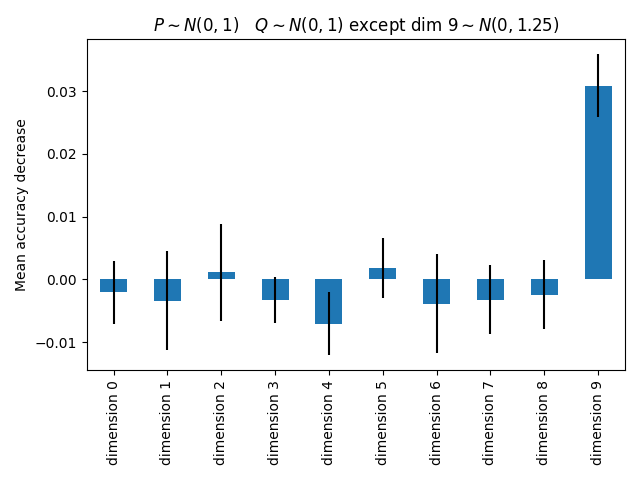 P ∼ N(0, 1)   Q ∼ N(0, 1) except dim 9 ∼ N(0, 1.25)
Mean accuracy decrease
0.03
0.02
0.01
0.00
−0.01
dimension 0
dimension 1
dimension 2
dimension 3
dimension 4
dimension 5
dimension 6
dimension 7
dimension 8
dimension 9